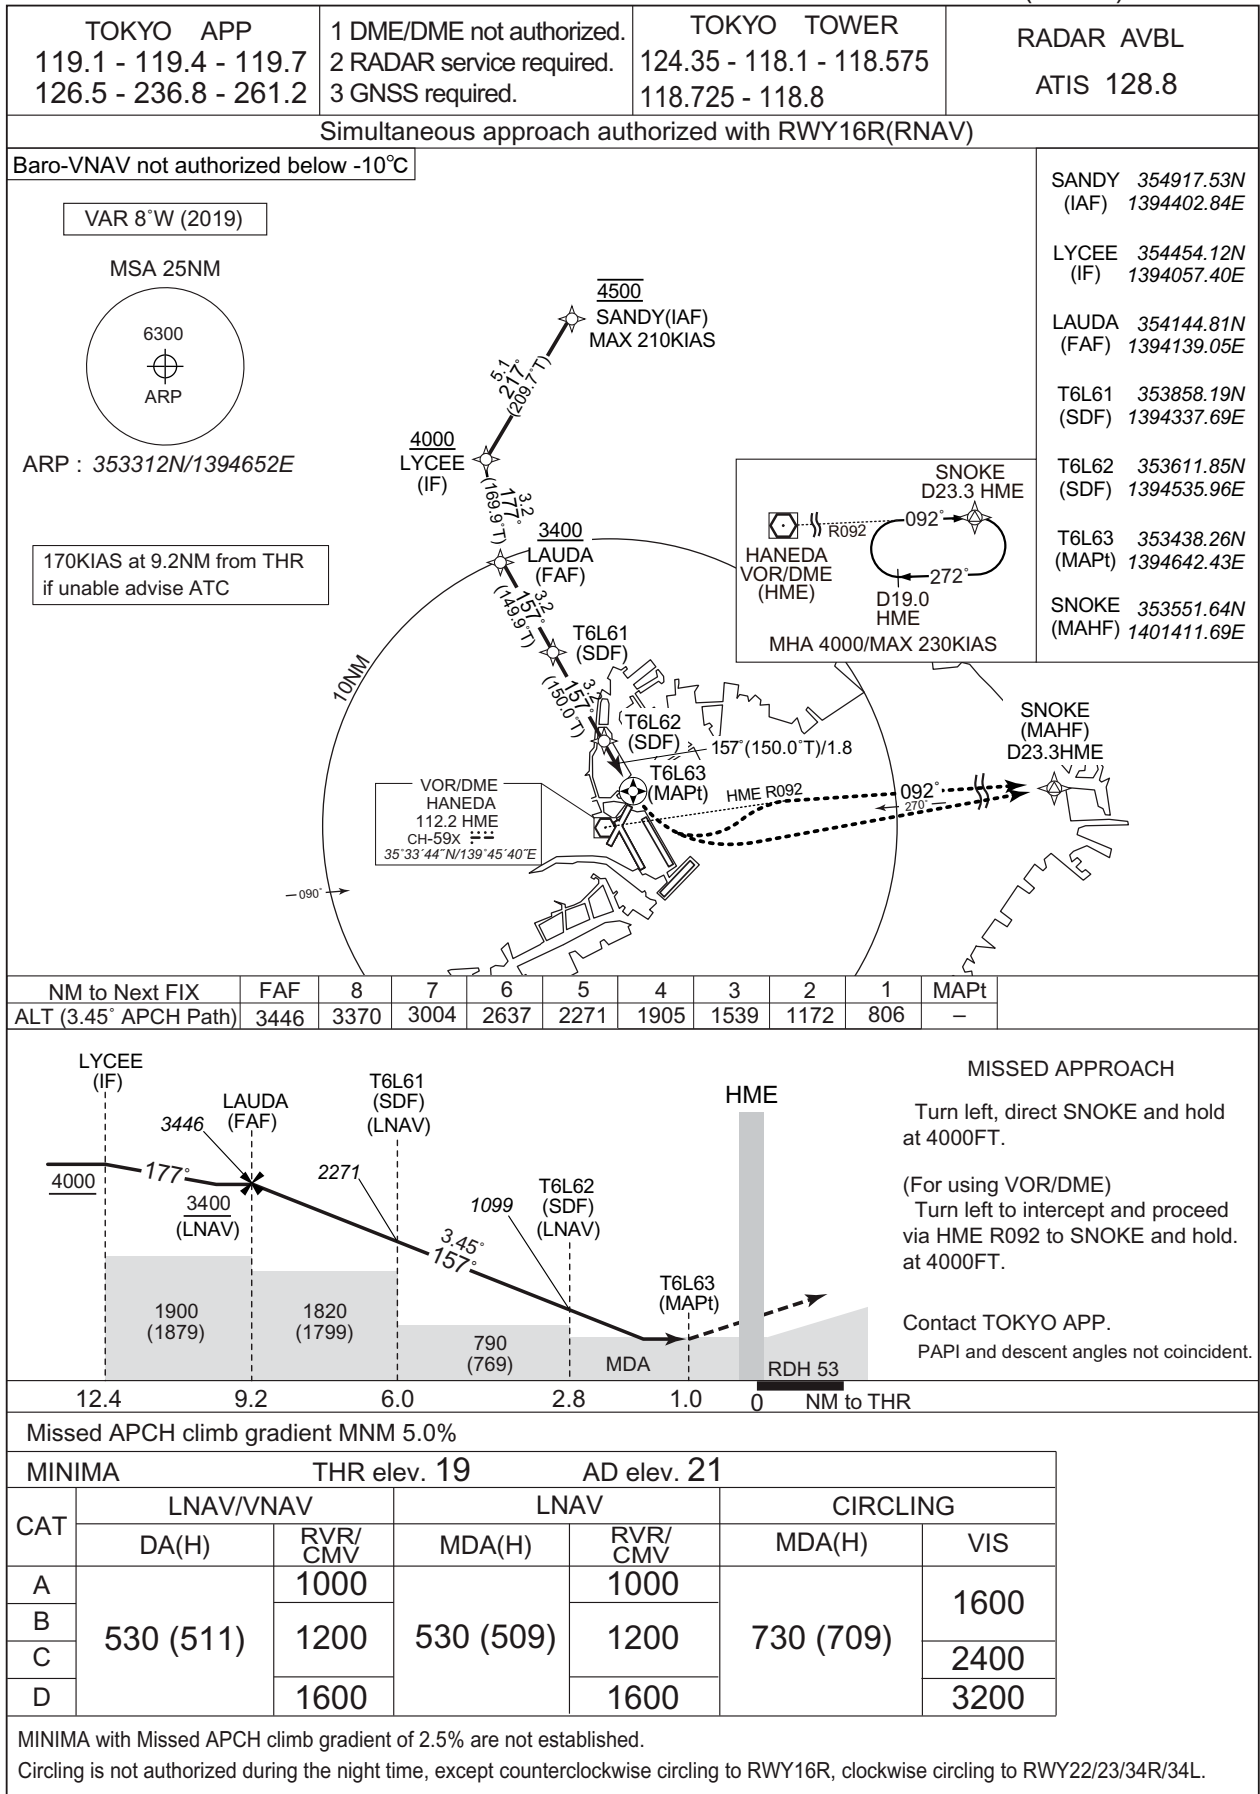 TOKYO APP
119.1 - 119.4 - 119.7
126.5 - 236.8 - 261.2
1 DME/DME not authorized.
2 RADAR service required.
3 GNSS required.
TOKYO TOWER
124.35 - 118.1 - 118.575
118.725 - 118.8
RADAR AVBL
ATIS 128.8
Simultaneous approach authorized with RWY16R(RNAV)
Baro-VNAV not authorized below -10°C
VAR 8°W (2019)
MSA 25NM
6300
ARP
ARP : 353312N/1394652E
170KIAS at 9.2NM from THR
if unable advise ATC
SANDY 354917.53N
(IAF) 1394402.84E
LYCEE 354454.12N
(IF) 1394057.40E
LAUDA 354144.81N
(FAF) 1394139.05E
T6L61 353858.19N
(SDF) 1394337.69E
T6L62 353611.85N
(SDF) 1394535.96E
T6L63 353438.26N
(MAPt) 1394642.43E
SNOKE 353551.64N
(MAHF) 1401411.69E
4500
SANDY(IAF)
MAX 210KIAS
5.1
217°
(209.7°T)
4000
LYCEE
(IF)
3.2
177°
(169.9°T)
3400
LAUDA
(FAF)
3.2
157°
(149.9°T)
T6L61
(SDF)
3.2
157°
(150.0°T)
T6L62
(SDF)
157°(150.0°T)/1.8
T6L63
(MAPt)
10NM
SNOKE
D23.3 HME
092°
R092
HANEDA
VOR/DME
(HME)
272°
D19.0
HME
MHA 4000/MAX 230KIAS
SNOKE
(MAHF)
D23.3HME
HME R092
092°
270°
VOR/DME
HANEDA
112.2 HME
CH-59X
35°33´44˝N/139°45´40˝E
090°
NM to Next FIX FAF 8 7 6 5 4 3 2 1 MAPt
ALT (3.45° APCH Path) 3446 3370 3004 2637 2271 1905 1539 1172 806 –
LYCEE
(IF)
LAUDA
(FAF)
T6L61
(SDF)
(LNAV)
T6L62
(SDF)
(LNAV)
T6L63
(MAPt)
HME
4000
177°
3446
3400
(LNAV)
2271
3.45°
157°
1099
1900
(1879)
1820
(1799)
790
(769)
MDA
RDH 53
12.4 9.2 6.0 2.8 1.0 0 NM to THR
MISSED APPROACH
Turn left, direct SNOKE and hold
at 4000FT.
(For using VOR/DME)
Turn left to intercept and proceed
via HME R092 to SNOKE and hold.
at 4000FT.
Contact TOKYO APP.
PAPI and descent angles not coincident.
Missed APCH climb gradient MNM 5.0%
MINIMA THR elev. 19 AD elev. 21
CAT LNAV/VNAV LNAV CIRCLING
DA(H) RVR/CMV MDA(H) RVR/CMV MDA(H) VIS
A 1000 1000 1600
B 530 (511) 1200 530 (509) 1200 730 (709)
C 2400
D 1600 1600 3200
MINIMA with Missed APCH climb gradient of 2.5% are not established.
Circling is not authorized during the night time, except counterclockwise circling to RWY16R, clockwise circling to RWY22/23/34R/34L.